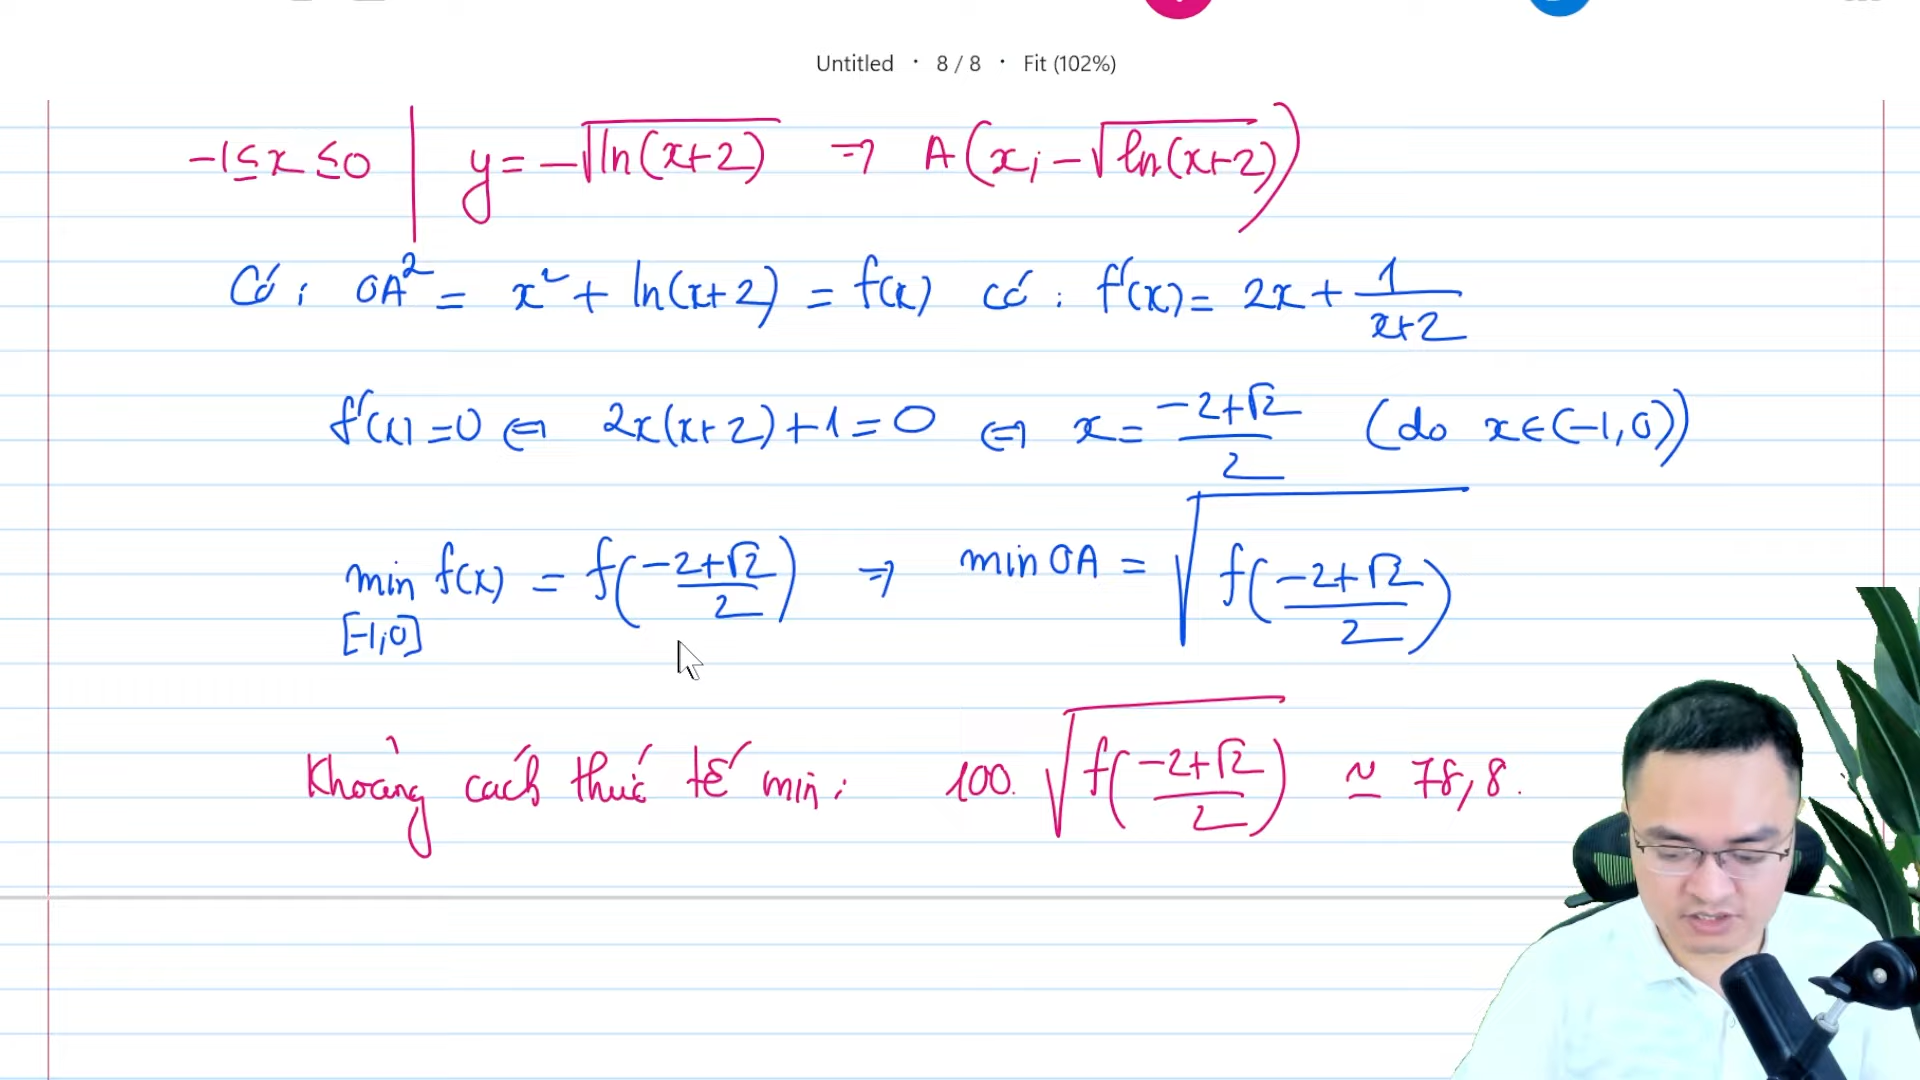 Untitled · 8 / 8 · Fit (102%)
-1≤x≤0 | y = -√ln(x+2) ⇒ A(x; -√ln(x+2))
Có: OA² = x² + ln(x+2) = f(x) có: f'(x) = 2x + 1/(x+2)
f'(x) = 0 ⇔ 2x(x+2)+1=0 ⇔ x = (-2+√2)/2 (do x∈(-1,0))
min f(x) = f((-2+√2)/2) ⇒ min OA = √f((-2+√2)/2)
[-1,0]
Khoảng cách thức tế min: 100. √f((-2+√2)/2) ≃ 78,8.